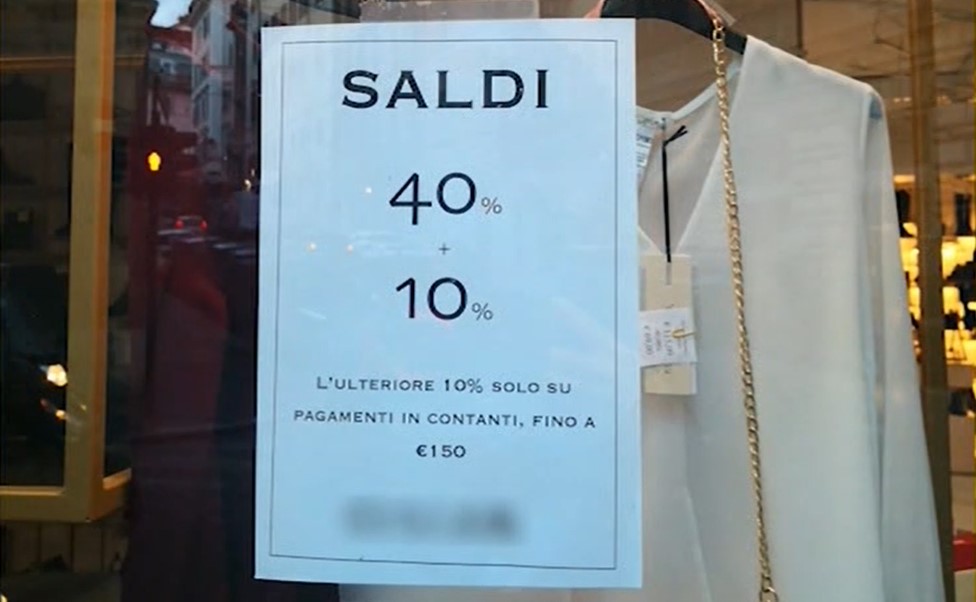 SALDI
40%
+
10%
L'ULTERIORE 10% SOLO SU
PAGAMENTI IN CONTANTI, FINO A
€150